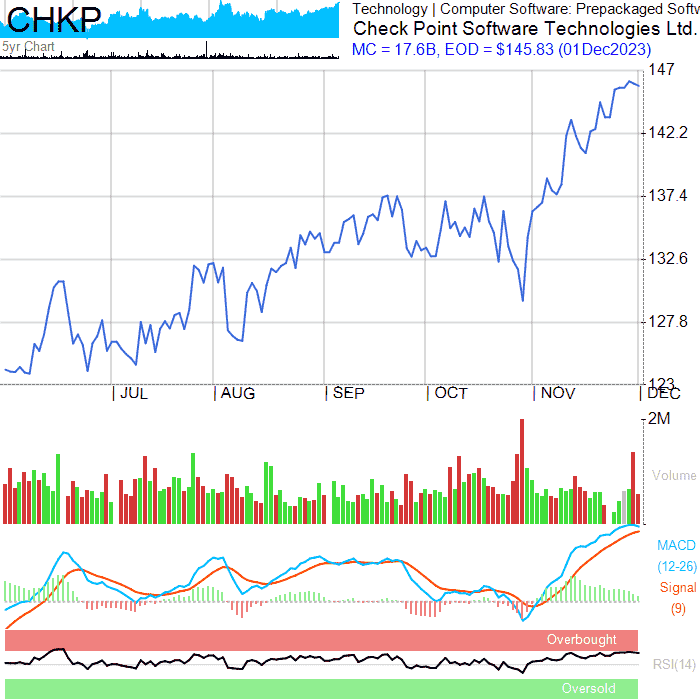 CHKP
5yr Chart
Technology | Computer Software: Prepackaged Softw
Check Point Software Technologies Ltd.
MC = 17.6B, EOD = $145.83 (01Dec2023)
147
142.2
137.4
132.6
127.8
123
JUL AUG SEP OCT NOV DEC
2M
Volume
MACD
(12-26)
Signal
(9)
Overbought
RSI(14)
Oversold